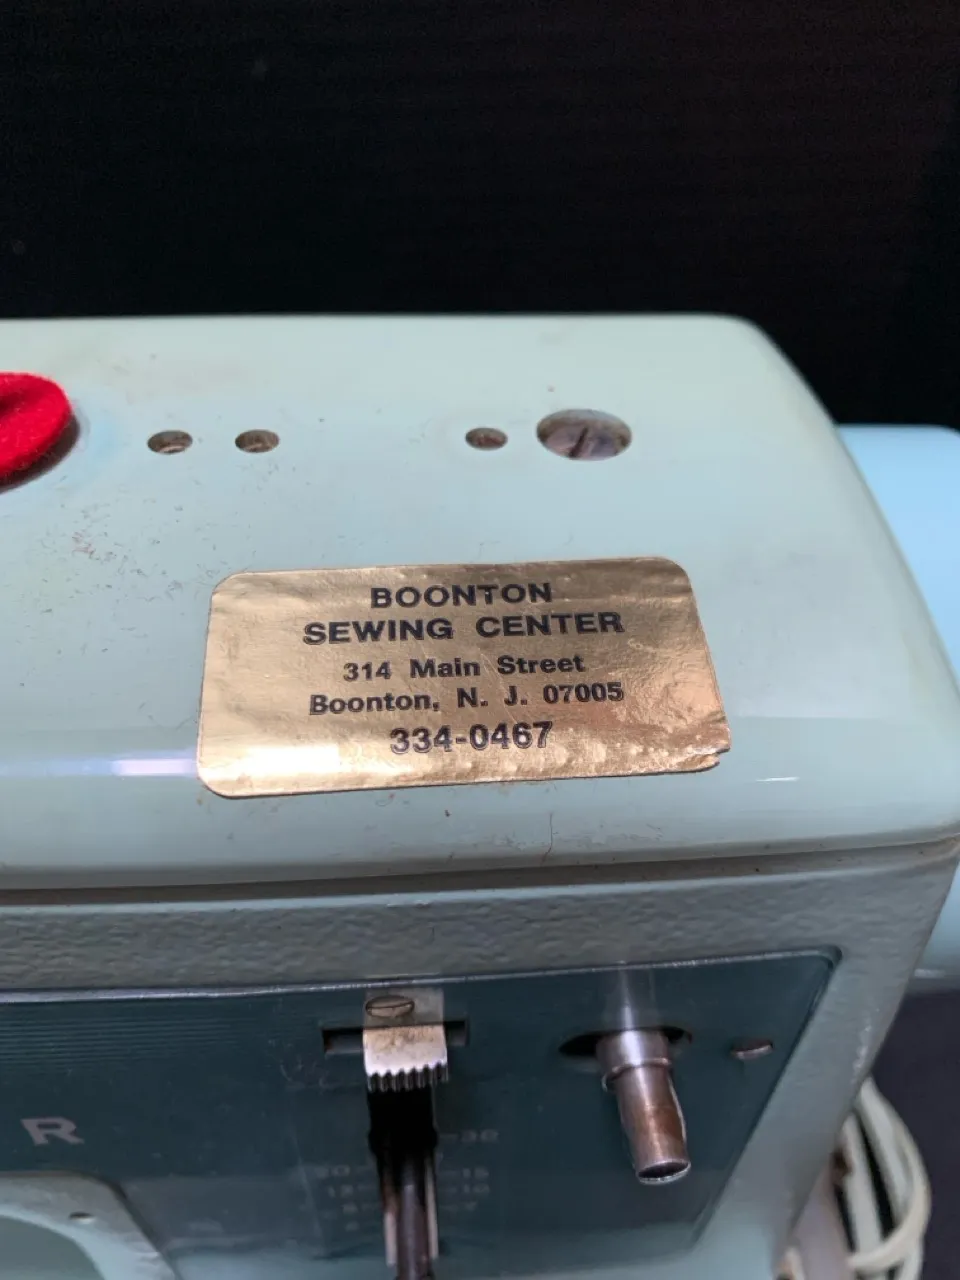 BOONTON
SEWING CENTER
314 Main Street
Boonton, N. J. 07005
334-0467
R